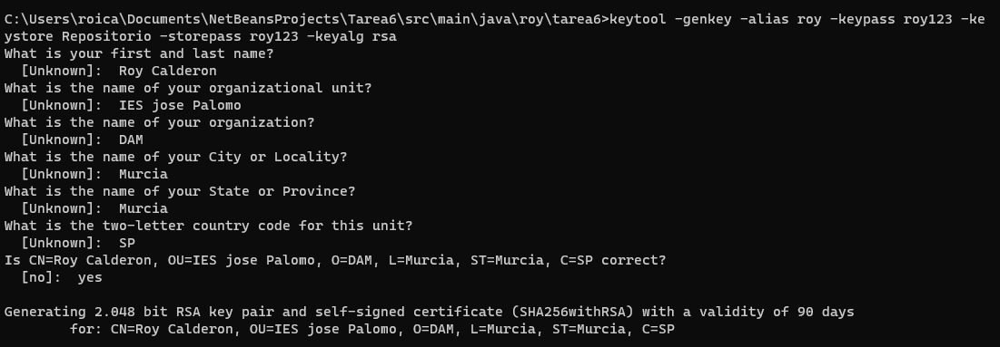 C:\Users\roica\Documents\NetBeansProjects\Tarea6\src\main\java\roy\tarea6>keytool -genkey -alias roy -keypass roy123 -ke
ystore Repositorio -storepass roy123 -keyalg rsa
What is your first and last name?
  [Unknown]:  Roy Calderon
What is the name of your organizational unit?
  [Unknown]:  IES jose Palomo
What is the name of your organization?
  [Unknown]:  DAM
What is the name of your City or Locality?
  [Unknown]:  Murcia
What is the name of your State or Province?
  [Unknown]:  Murcia
What is the two-letter country code for this unit?
  [Unknown]:  SP
Is CN=Roy Calderon, OU=IES jose Palomo, O=DAM, L=Murcia, ST=Murcia, C=SP correct?
  [no]:  yes

Generating 2.048 bit RSA key pair and self-signed certificate (SHA256withRSA) with a validity of 90 days
        for: CN=Roy Calderon, OU=IES jose Palomo, O=DAM, L=Murcia, ST=Murcia, C=SP